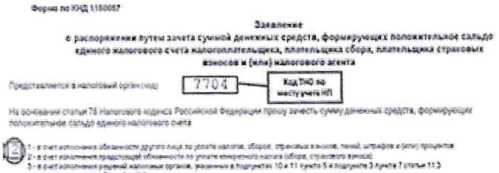 Форма по КНД 1150057
Заявление
о распоряжении путем зачета суммой денежных средств, формирующих положительное сальдо
единого налогового счета налогоплательщика, плательщика сбора, плательщика страховых
взносов и (или) налогового агента
Представляется в налоговый орган (код) 7704
Код ТНО по
месту учета НП
На основании статьи 78 Налогового кодекса Российской Федерации прошу зачесть сумму денежных средств, формирующих
положительное сальдо единого налогового счета
1 - в счет исполнения обязанности другого лица по уплате налогов, сборов, страховых взносов, пеней, штрафов и (или) процентов
2 - в счет исполнения предстоящей обязанности по уплате конкретного налога (сбора, страхового взноса)
3 - в счет исполнения решений налоговых органов, указанных в подпунктах 10 и 11 пункта 5 и подпункте 3 пункта 7 статьи 11.3